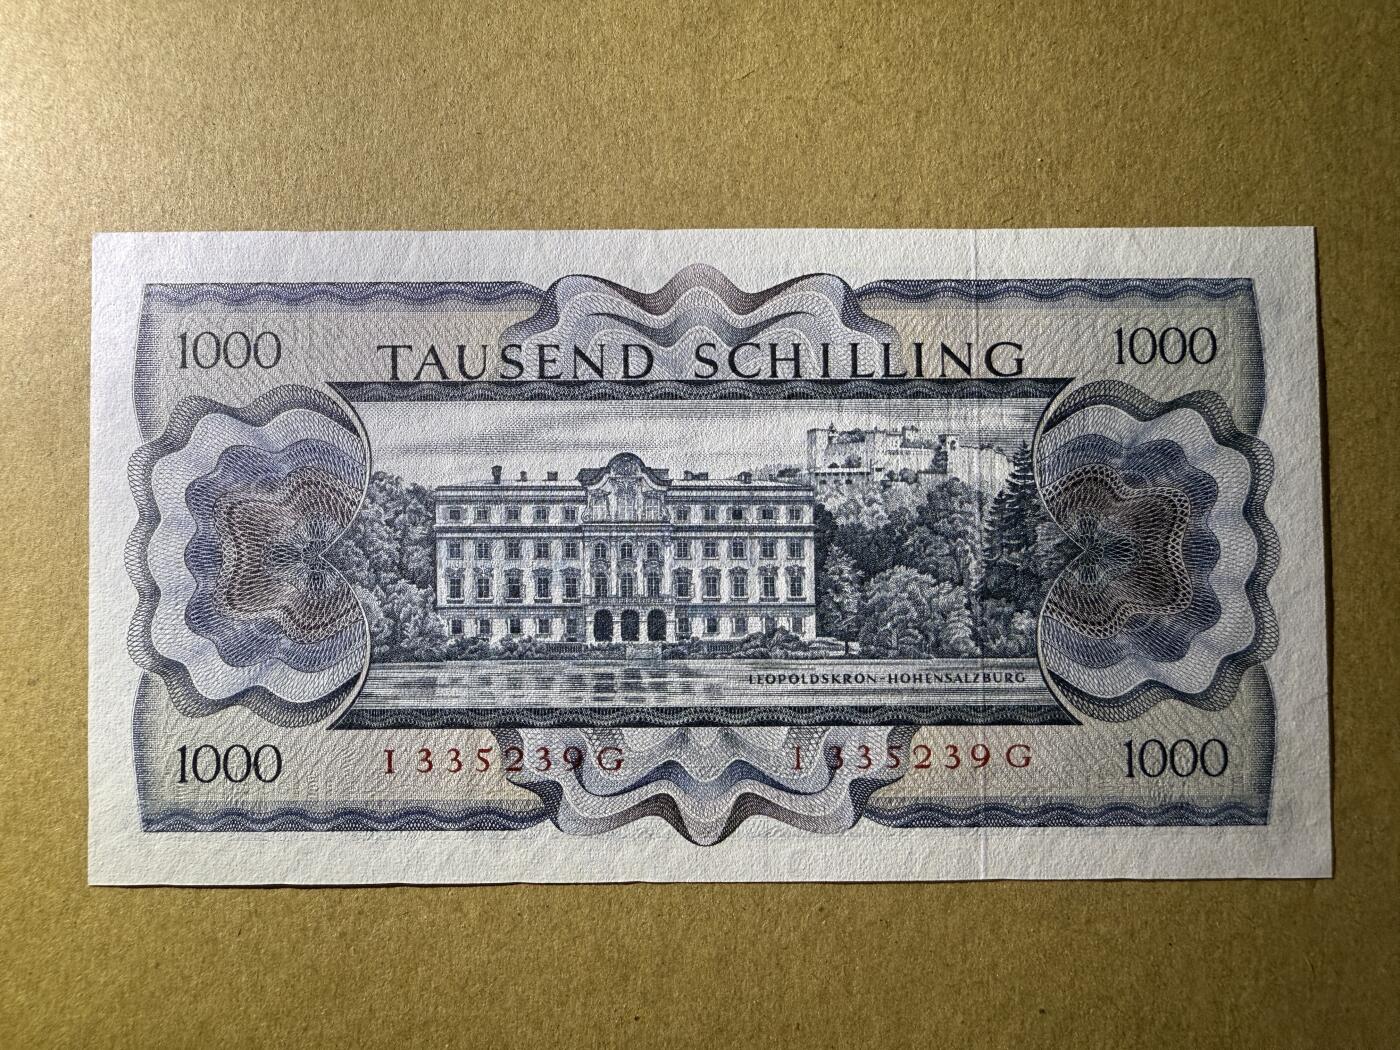 1000 TAUSEND SCHILLING 1000
LEOPOLDSKRON-HOHENSALZBURG
1000 I 335239 G I 335239 G 1000